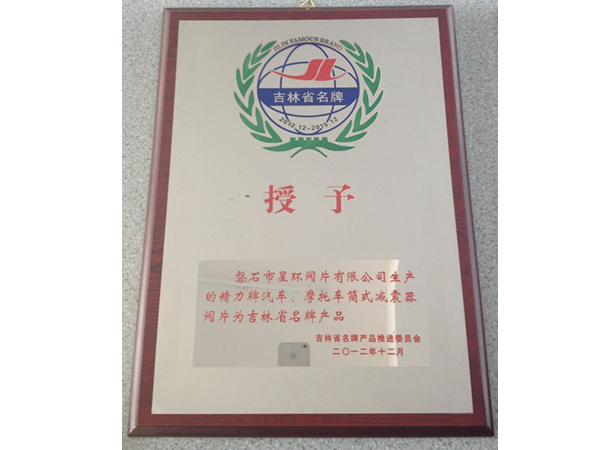 JILIN FAMOUS BRAND
吉林省名牌
2012.12-2015.12
授予
磐石市星环阀片有限公司生产
的精力牌汽车、摩托车筒式减震器
阀片为吉林省名牌产品
吉林省名牌产品推进委员会
二〇一二年十二月